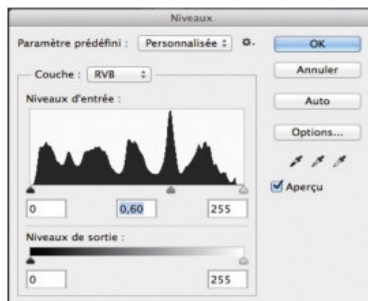 Niveaux
Paramètre prédéfini : Personnalisée
OK
Couche : RVB
Annuler
Niveaux d'entrée :
Auto
Options...
Aperçu
0 0,60 255
Niveaux de sortie :
0 255